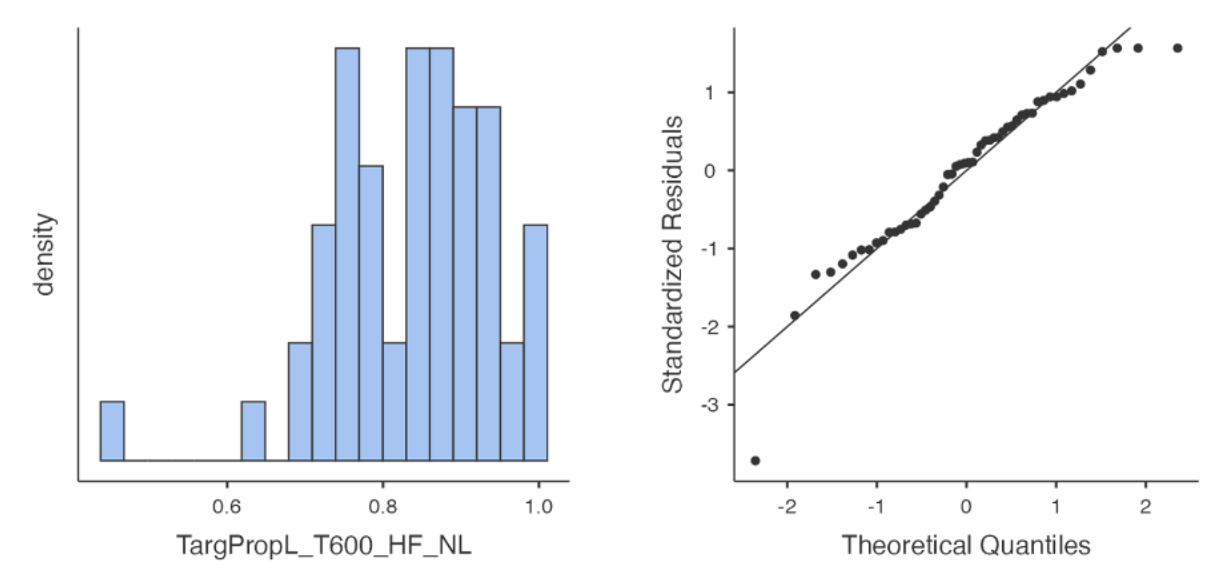 density
0.6 0.8 1.0
TargPropL_T600_HF_NL
Standardized Residuals
1
0
-1
-2
-3
-2 -1 0 1 2
Theoretical Quantiles